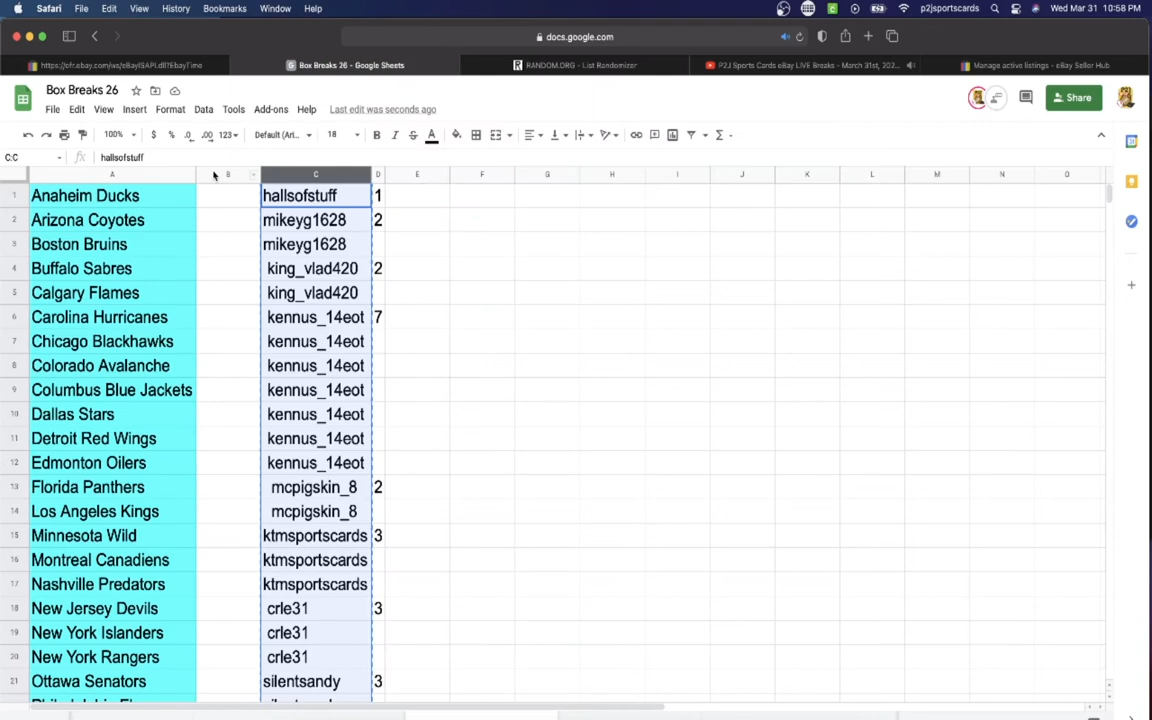 Safari File Edit View History Bookmarks Window Help p2jsportscards Wed Mar 31 10:58 PM
docs.google.com
Box Breaks 26 - Google Sheets RANDOM.ORG - List Randomizer P2J Sports Cards eBay LIVE Breaks - March 31st, 202... Manage active listings - eBay Seller Hub
Box Breaks 26
File Edit View Insert Format Data Tools Add-ons Help Last edit was seconds ago Share
100% $ % .0 .00 123 Default (Ari... 18 B I S A
C:C fx hallsofstuff
A B C D E F G H I J K L M N O
1 Anaheim Ducks hallsofstuff 1
2 Arizona Coyotes mikeyg1628 2
3 Boston Bruins mikeyg1628
4 Buffalo Sabres king_vlad420 2
5 Calgary Flames king_vlad420
6 Carolina Hurricanes kennus_14eot 7
7 Chicago Blackhawks kennus_14eot
8 Colorado Avalanche kennus_14eot
9 Columbus Blue Jackets kennus_14eot
10 Dallas Stars kennus_14eot
11 Detroit Red Wings kennus_14eot
12 Edmonton Oilers kennus_14eot
13 Florida Panthers mcpigskin_8 2
14 Los Angeles Kings mcpigskin_8
15 Minnesota Wild ktmsportscards 3
16 Montreal Canadiens ktmsportscards
17 Nashville Predators ktmsportscards
18 New Jersey Devils crle31 3
19 New York Islanders crle31
20 New York Rangers crle31
21 Ottawa Senators silentsandy 3